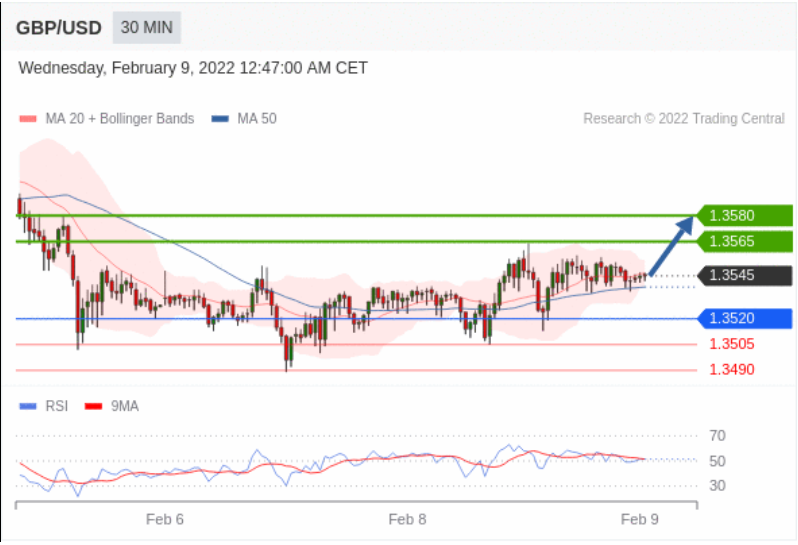 GBP/USD 30 MIN
Wednesday, February 9, 2022 12:47:00 AM CET
MA 20 + Bollinger Bands MA 50 Research © 2022 Trading Central
1.3580
1.3565
1.3545
1.3520
1.3505
1.3490
RSI 9MA
70
50
30
Feb 6 Feb 8 Feb 9